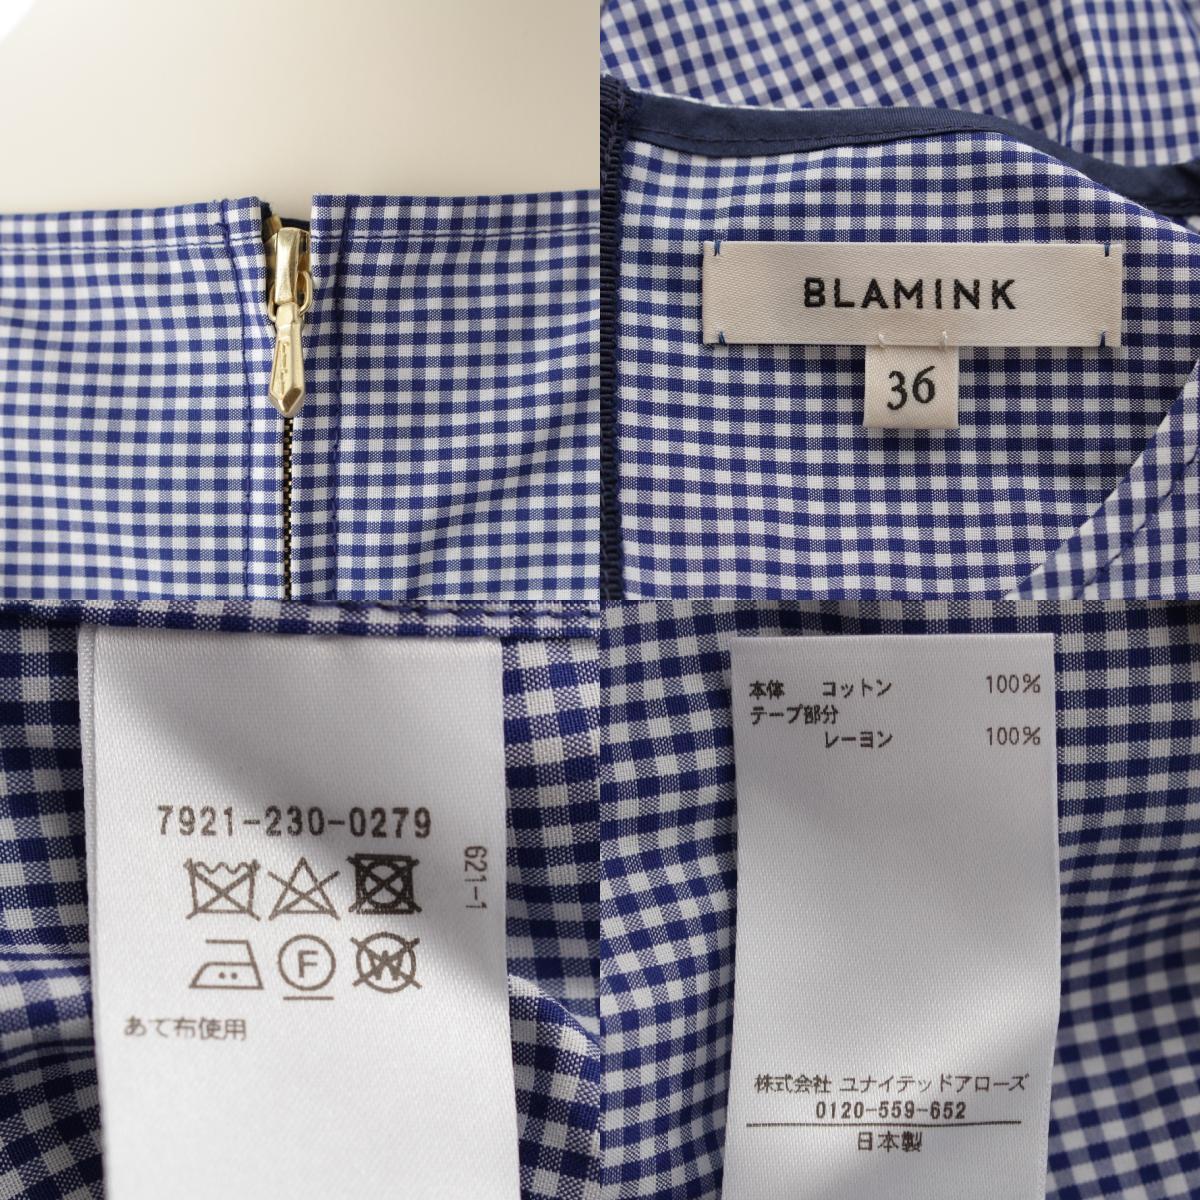 BLAMINK
36
7921-230-0279
621-1
F
W
あて布使用
本体 コットン 100%
テープ部分
レーヨン 100%
株式会社 ユナイテッドアローズ
0120-559-652
日本製